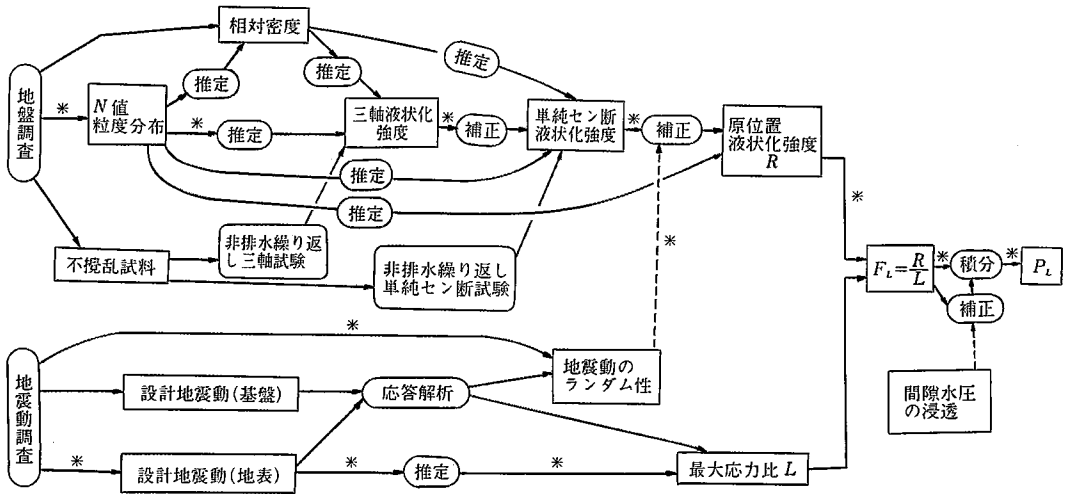 相対密度
推定
推定
推定
地盤調査
※
N値
粒度分布
※
推定
三軸液状化
強度
※
補正
単純セン断
液状化強度
※
補正
原位置
液状化強度
R
推定
推定
※
※
不攪乱試料
非排水繰り返
し三軸試験
非排水繰り返し
単純セン断試験
F_L=R/L
※
積分
※
P_L
補正
間隙水圧
の浸透
地震動調査
※
地震動の
ランダム性
設計地震動(基盤)
応答解析
※
設計地震動(地表)
※
推定
※
最大応力比 L